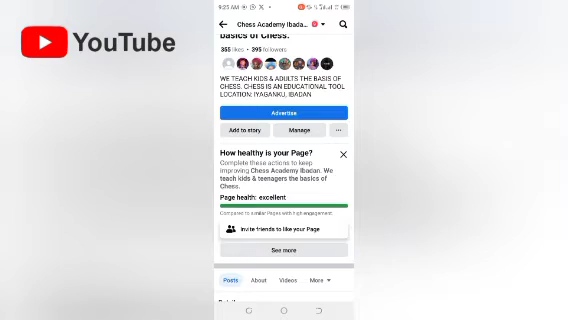 YouTube
9:25 AM
Chess Academy Ibada...
basics of Chess.
355 likes • 395 followers
WE TEACH KIDS & ADULTS THE BASIS OF
CHESS. CHESS IS AN EDUCATIONAL TOOL
LOCATION: IYAGANKU, IBADAN
Advertise
Add to story
Manage
...
How healthy is your Page?
Complete these actions to keep
improving Chess Academy Ibadan. We
teach kids & teenagers the basics of
Chess.
Page health: excellent
Compared to similar Pages with high engagement.
Invite friends to like your Page
See more
Posts
About
Videos
More